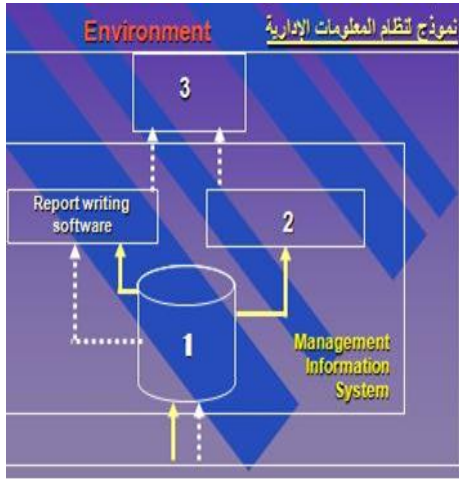 Environment
نموذج لنظام المعلومات الإدارية
3
Report writing
software
2
1
Management
Information
System